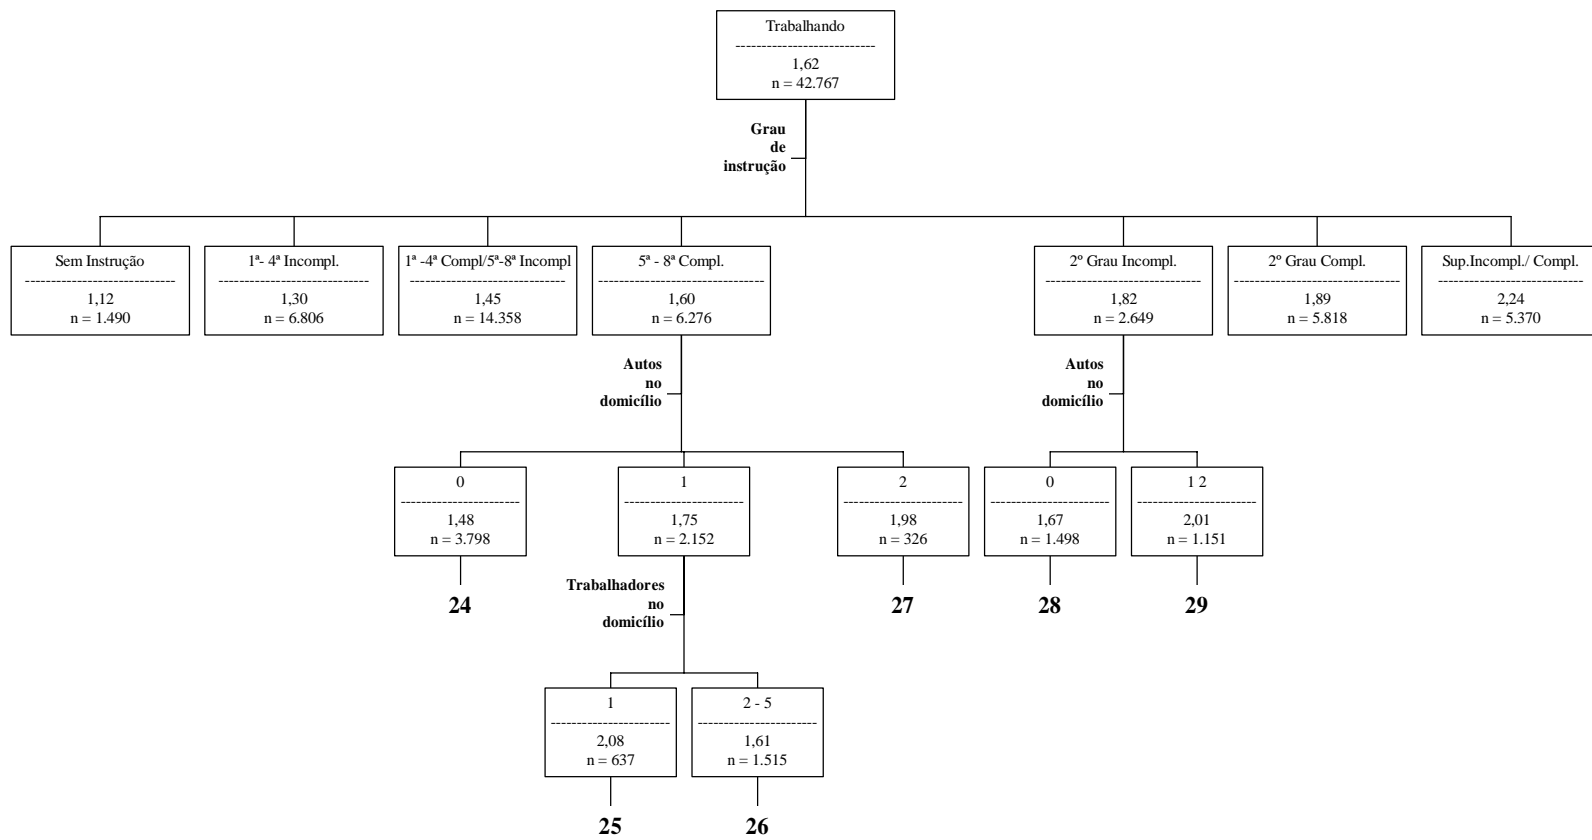 Trabalhando
---------------------------
1,62
n = 42.767
Grau
de
instrução
Sem Instrução
-----------------------------
1,12
n = 1.490
1ª- 4ª Incompl.
-----------------------------
1,30
n = 6.806
1ª -4ª Compl/5ª-8ª Incompl
-----------------------------
1,45
n = 14.358
5ª - 8ª Compl.
-----------------------------
1,60
n = 6.276
2º Grau Incompl.
-----------------------------
1,82
n = 2.649
2º Grau Compl.
-----------------------------
1,89
n = 5.818
Sup.Incompl./ Compl.
----------------------------
2,24
n = 5.370
Autos
no
domicílio
Autos
no
domicílio
0
-----------------------
1,48
n = 3.798
1
-----------------------
1,75
n = 2.152
2
-----------------------
1,98
n = 326
0
-----------------------
1,67
n = 1.498
1 2
-----------------------
2,01
n = 1.151
24
Trabalhadores
no
domicílio
27
28
29
1
-----------------------
2,08
n = 637
2 - 5
-----------------------
1,61
n = 1.515
25
26